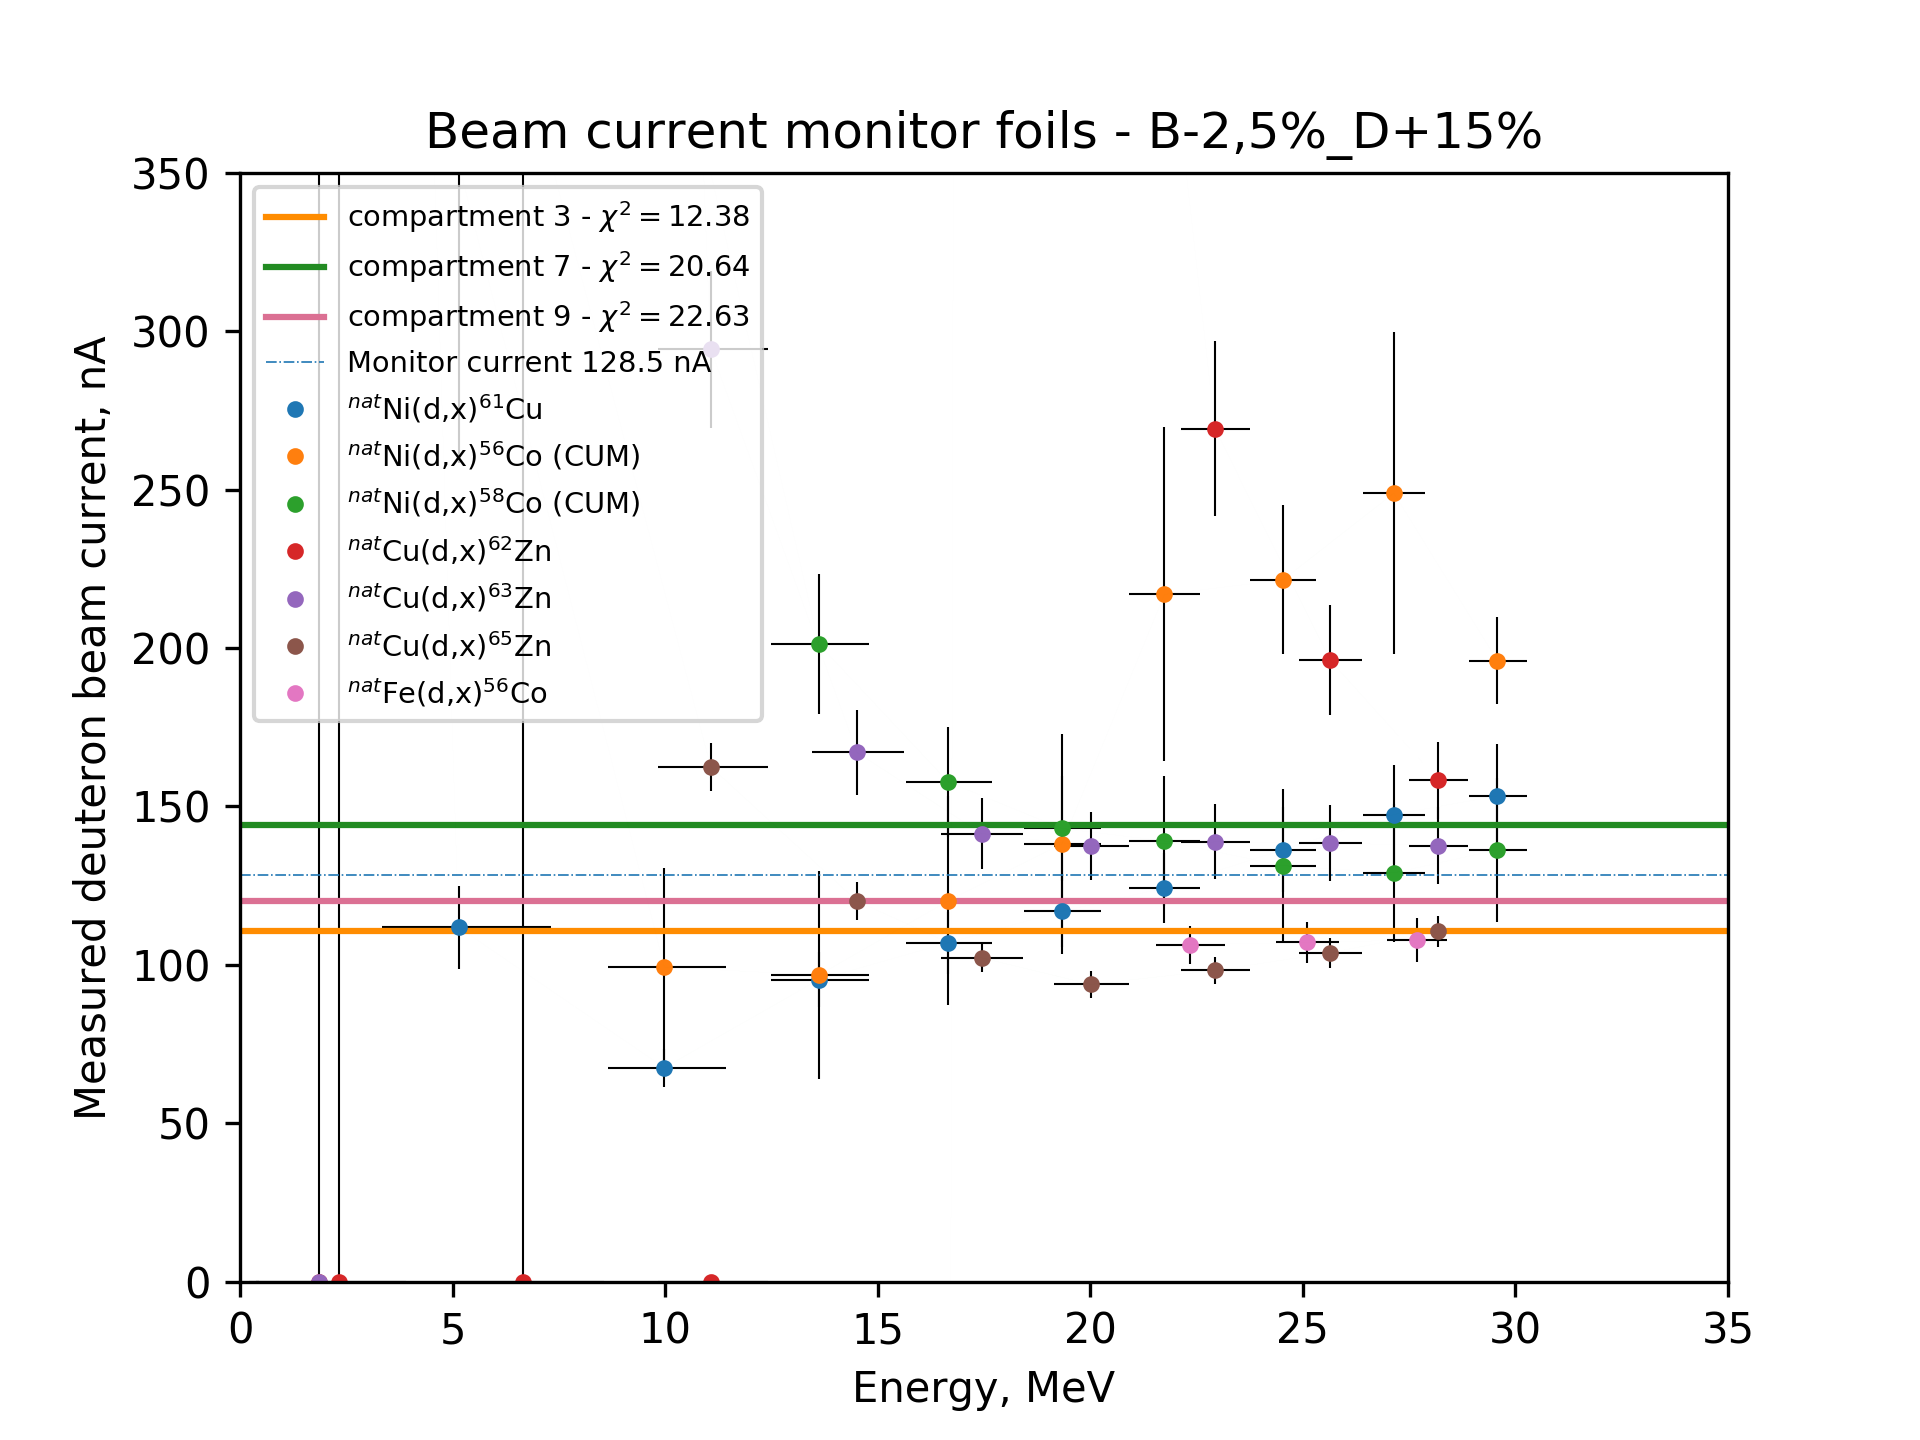 Beam current monitor foils - B-2,5%_D+15%
350
300
250
200
150
100
50
0
Measured deuteron beam current, nA
compartment 3 - χ² = 12.38
compartment 7 - χ² = 20.64
compartment 9 - χ² = 22.63
Monitor current 128.5 nA
ⁿᵃᵗNi(d,x)⁶¹Cu
ⁿᵃᵗNi(d,x)⁵⁶Co (CUM)
ⁿᵃᵗNi(d,x)⁵⁸Co (CUM)
ⁿᵃᵗCu(d,x)⁶²Zn
ⁿᵃᵗCu(d,x)⁶³Zn
ⁿᵃᵗCu(d,x)⁶⁵Zn
ⁿᵃᵗFe(d,x)⁵⁶Co
0 5 10 15 20 25 30 35
Energy, MeV